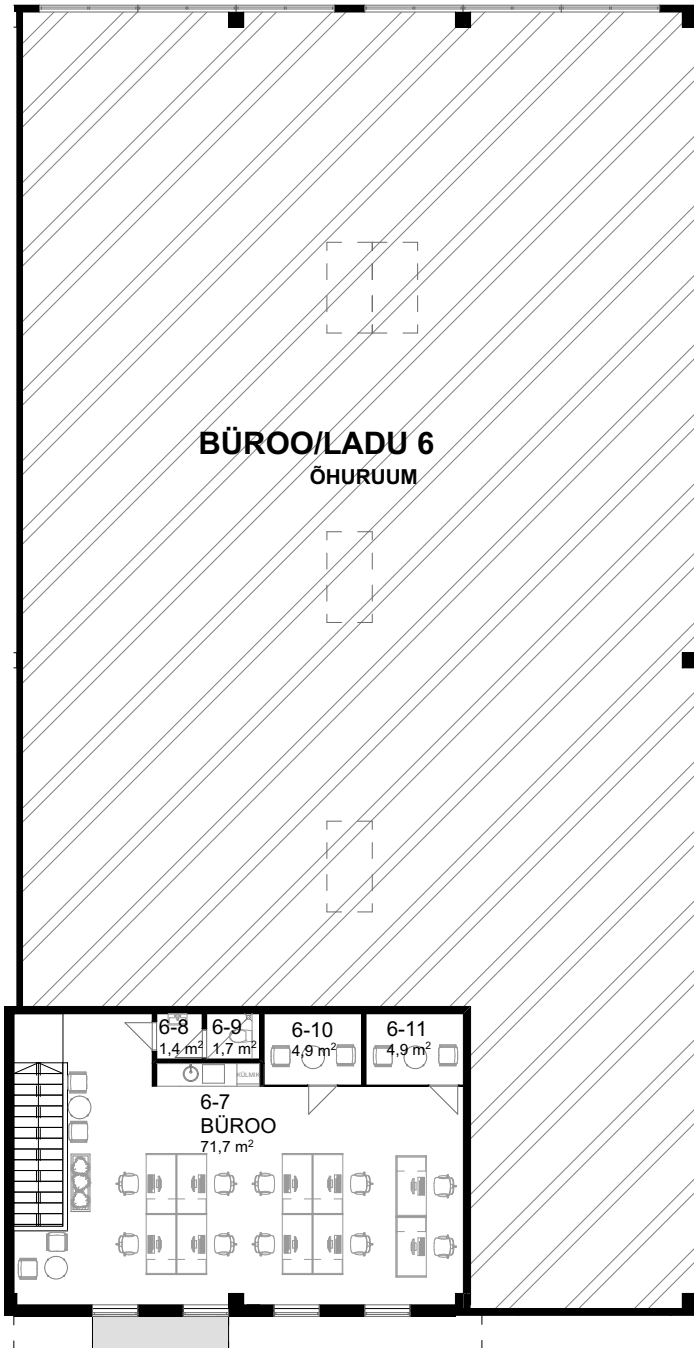 BÜROO/LADU 6
ÕHURUUM
6-8
1,4 m²
6-9
1,7 m²
6-10
4,9 m²
6-11
4,9 m²
KÜLMIK
6-7
BÜROO
71,7 m²